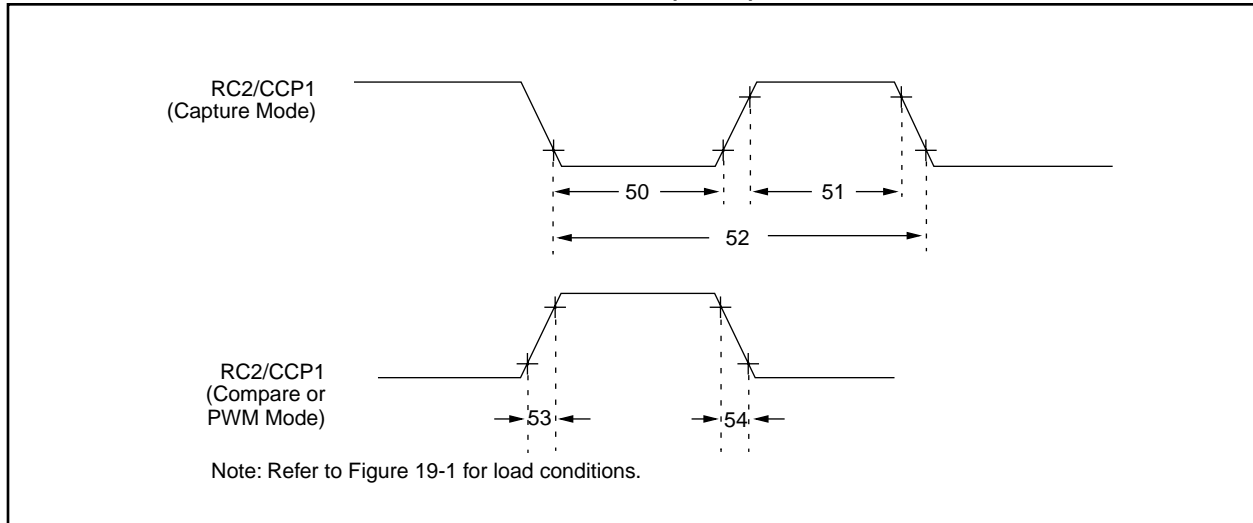 RC2/CCP1
(Capture Mode)
50
51
52
RC2/CCP1
(Compare or
PWM Mode)
53
54
Note: Refer to Figure 19-1 for load conditions.